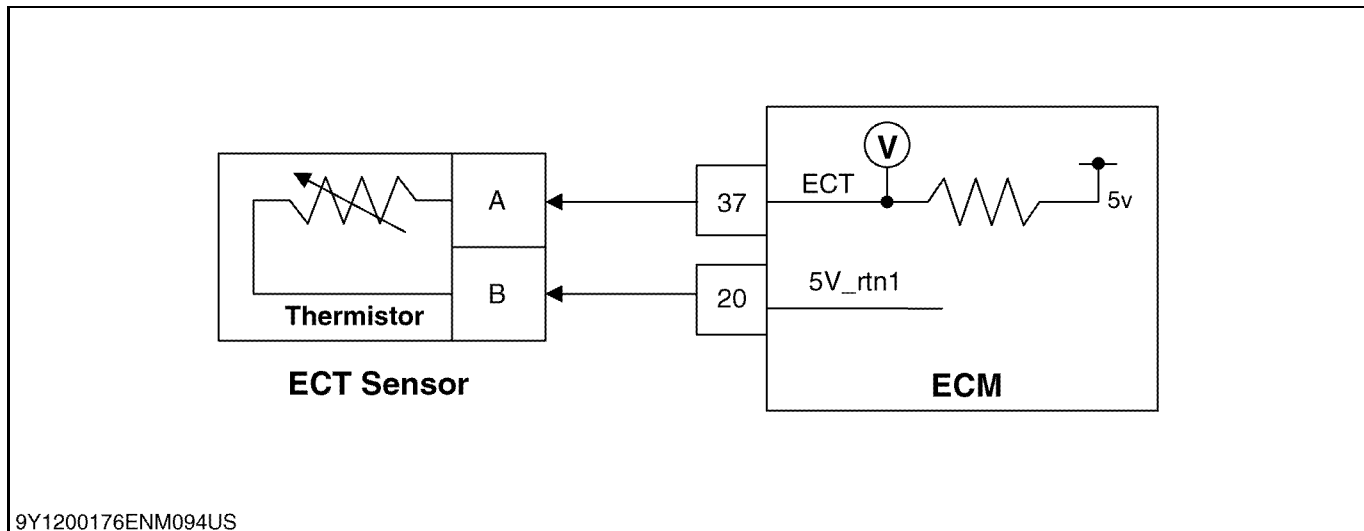 V
ECT
5v
A
37
B
20
5V_rtn1
Thermistor
ECT Sensor
ECM
9Y1200176ENM094US